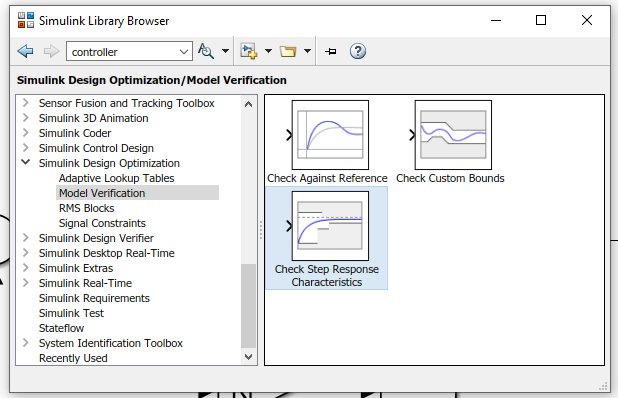 Simulink Library Browser
controller
Simulink Design Optimization/Model Verification
Sensor Fusion and Tracking Toolbox
Simulink 3D Animation
Simulink Coder
Simulink Control Design
Simulink Design Optimization
Adaptive Lookup Tables
Model Verification
RMS Blocks
Signal Constraints
Simulink Design Verifier
Simulink Desktop Real-Time
Simulink Extras
Simulink Real-Time
Simulink Requirements
Simulink Test
Stateflow
System Identification Toolbox
Recently Used
Check Against Reference
Check Custom Bounds
Check Step Response
Characteristics